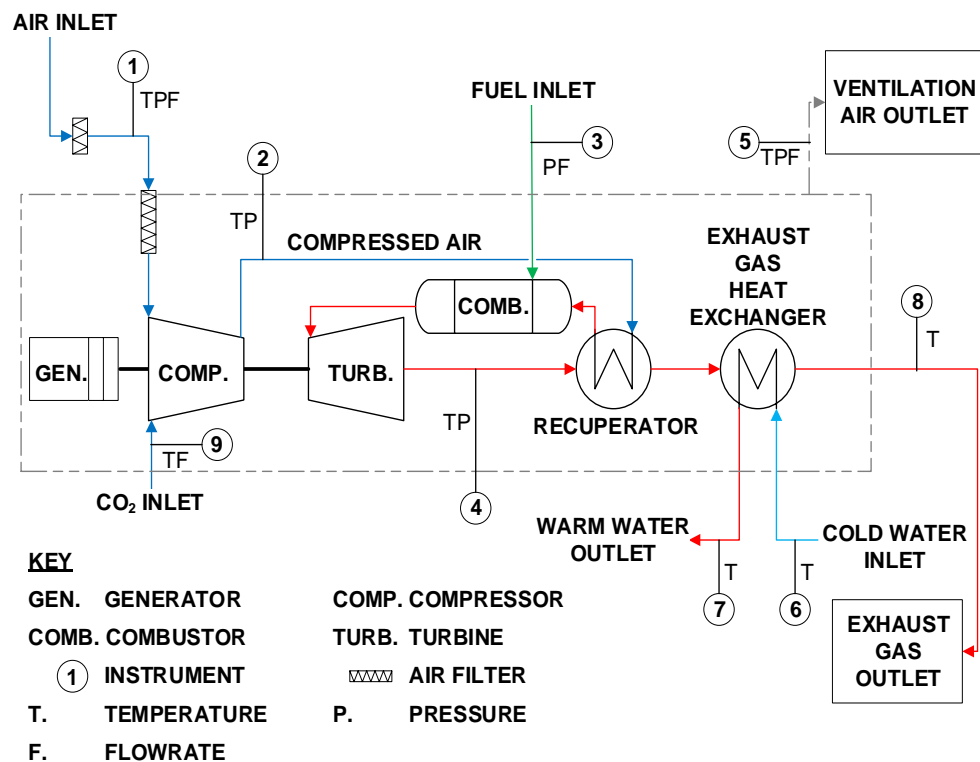 AIR INLET
1
TPF
FUEL INLET
3
PF
VENTILATION
AIR OUTLET
5
TPF
2
TP
COMPRESSED AIR
EXHAUST
GAS
HEAT
EXCHANGER
COMB.
8
T
GEN.
COMP.
TURB.
RECUPERATOR
TP
4
9
TF
CO₂ INLET
WARM WATER
OUTLET
COLD WATER
INLET
T
7
T
6
EXHAUST
GAS
OUTLET
KEY
GEN. GENERATOR
COMP. COMPRESSOR
COMB. COMBUSTOR
TURB. TURBINE
1 INSTRUMENT
AIR FILTER
T. TEMPERATURE
P. PRESSURE
F. FLOWRATE